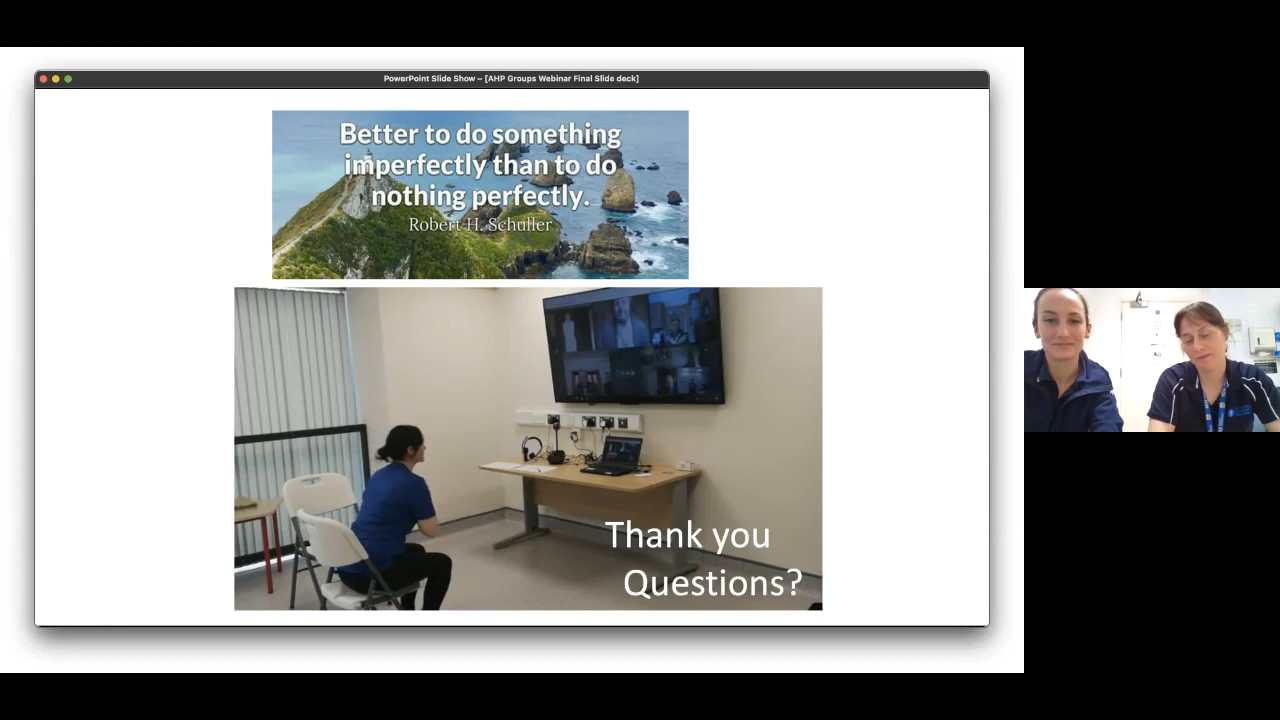 PowerPoint Slide Show – [AHP Groups Webinar Final Slide deck]
Better to do something
imperfectly than to do
nothing perfectly.
Robert H. Schuller
Thank you
Questions?